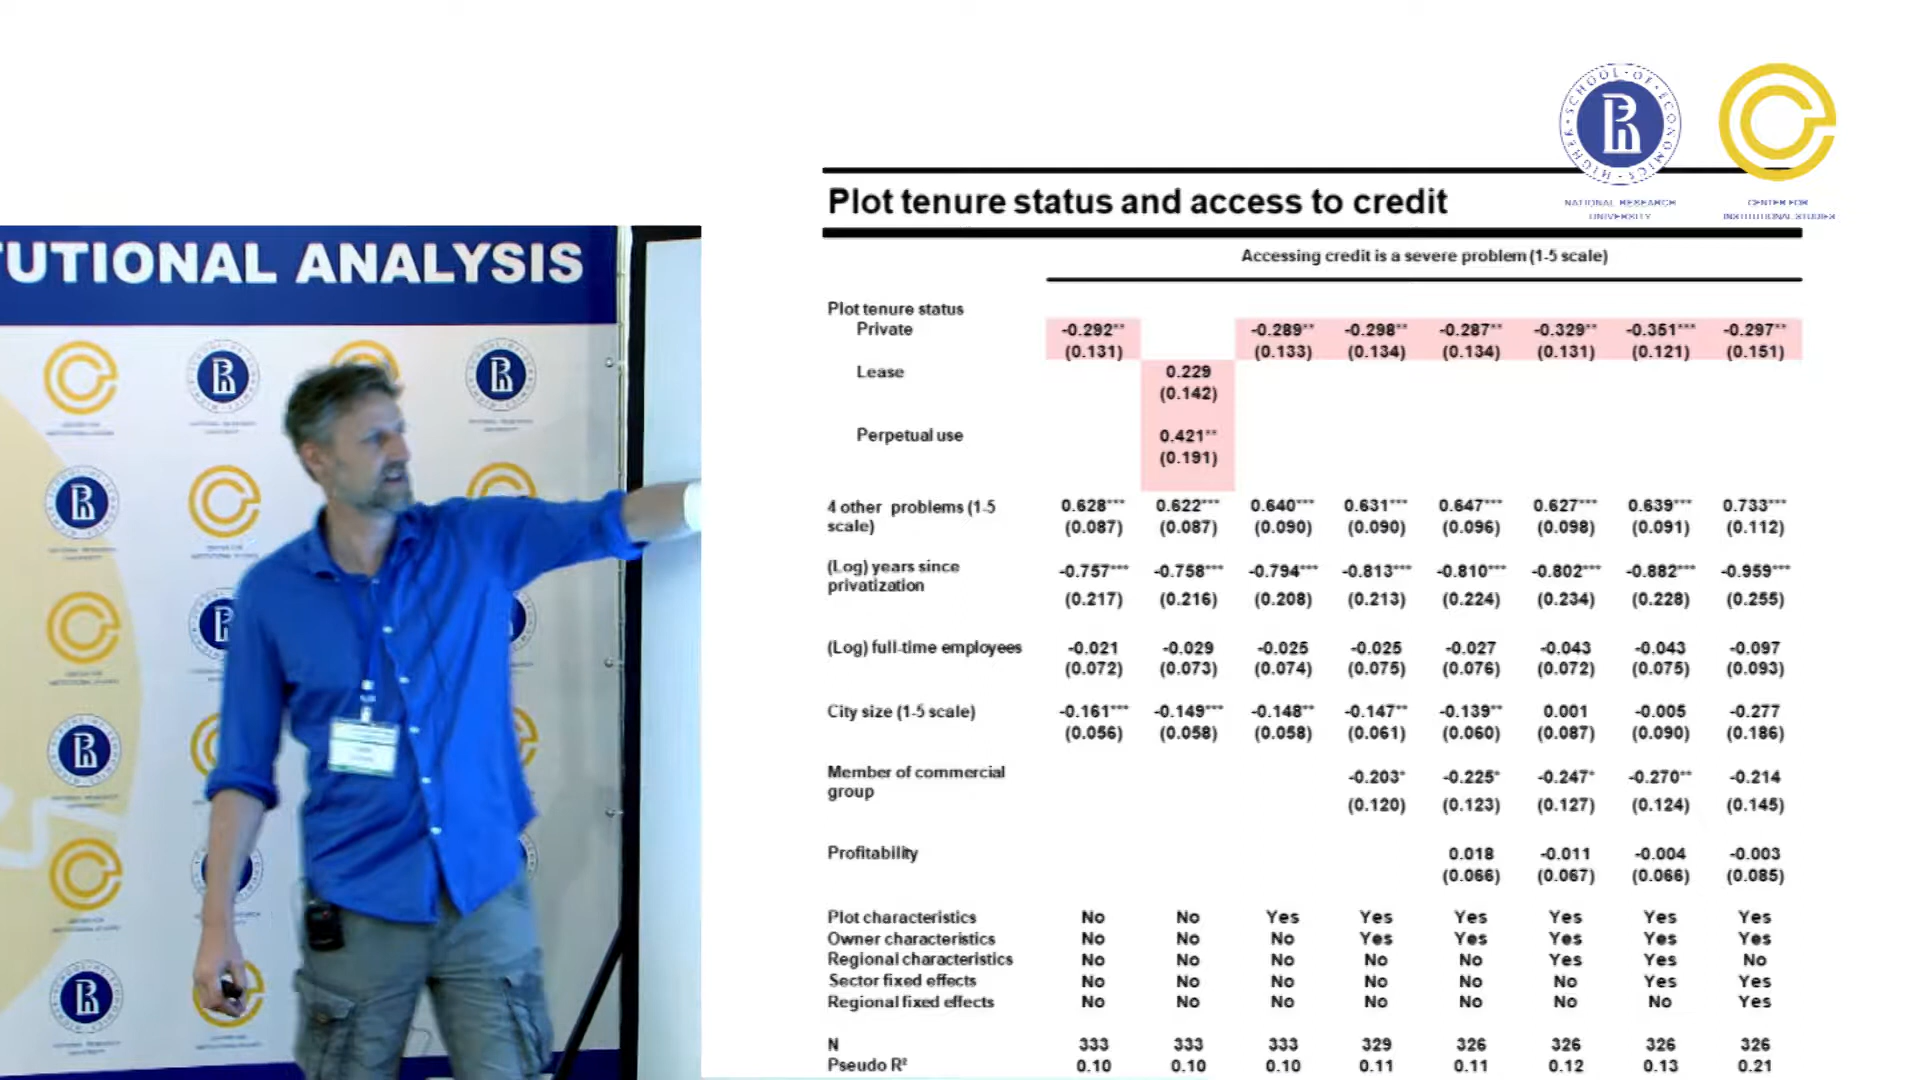 SCHOOL OF ECONOMICS HIGHER
NATIONAL RESEARCH
UNIVERSITY
CENTER FOR
INSTITUTIONAL STUDIES
Plot tenure status and access to credit
TUTIONAL ANALYSIS
Accessing credit is a severe problem (1-5 scale)
Plot tenure status
Private -0.292** -0.289** -0.298** -0.287** -0.329** -0.351*** -0.297**
(0.131) (0.133) (0.134) (0.134) (0.131) (0.121) (0.151)
Lease 0.229
(0.142)
Perpetual use 0.421**
(0.191)
4 other problems (1-5 0.628*** 0.622*** 0.640*** 0.631*** 0.647*** 0.627*** 0.639*** 0.733***
scale) (0.087) (0.087) (0.090) (0.090) (0.096) (0.098) (0.091) (0.112)
(Log) years since
privatization -0.757*** -0.758*** -0.794*** -0.813*** -0.810*** -0.802*** -0.882*** -0.959***
(0.217) (0.216) (0.208) (0.213) (0.224) (0.234) (0.228) (0.255)
(Log) full-time employees -0.021 -0.029 -0.025 -0.025 -0.027 -0.043 -0.043 -0.097
(0.072) (0.073) (0.074) (0.075) (0.076) (0.072) (0.075) (0.093)
City size (1-5 scale) -0.161*** -0.149*** -0.148** -0.147** -0.139** 0.001 -0.005 -0.277
(0.056) (0.058) (0.058) (0.061) (0.060) (0.087) (0.090) (0.186)
Member of commercial
group -0.203* -0.225* -0.247* -0.270** -0.214
(0.120) (0.123) (0.127) (0.124) (0.145)
Profitability 0.018 -0.011 -0.004 -0.003
(0.066) (0.067) (0.066) (0.085)
Plot characteristics No No Yes Yes Yes Yes Yes Yes
Owner characteristics No No No Yes Yes Yes Yes Yes
Regional characteristics No No No No No Yes Yes No
Sector fixed effects No No No No No No Yes Yes
Regional fixed effects No No No No No No No Yes
N 333 333 333 329 326 326 326 326
Pseudo R² 0.10 0.10 0.10 0.11 0.11 0.12 0.13 0.21